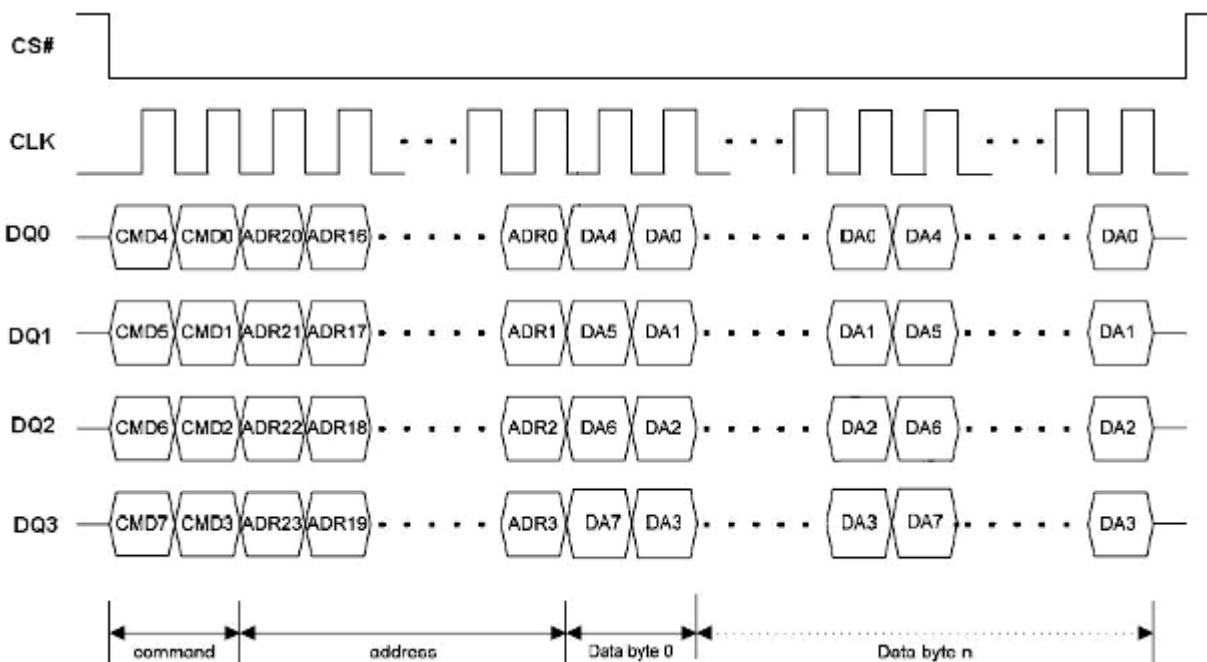 CS#
CLK
DQ0 CMD4 CMD0 ADR20 ADR16 ADR0 DA4 DA0 DA0 DA4 DA0
DQ1 CMD5 CMD1 ADR21 ADR17 ADR1 DA5 DA1 DA1 DA5 DA1
DQ2 CMD6 CMD2 ADR22 ADR18 ADR2 DA6 DA2 DA2 DA6 DA2
DQ3 CMD7 CMD3 ADR23 ADR19 ADR3 DA7 DA3 DA3 DA7 DA3
command address Data byte 0 Data byte n